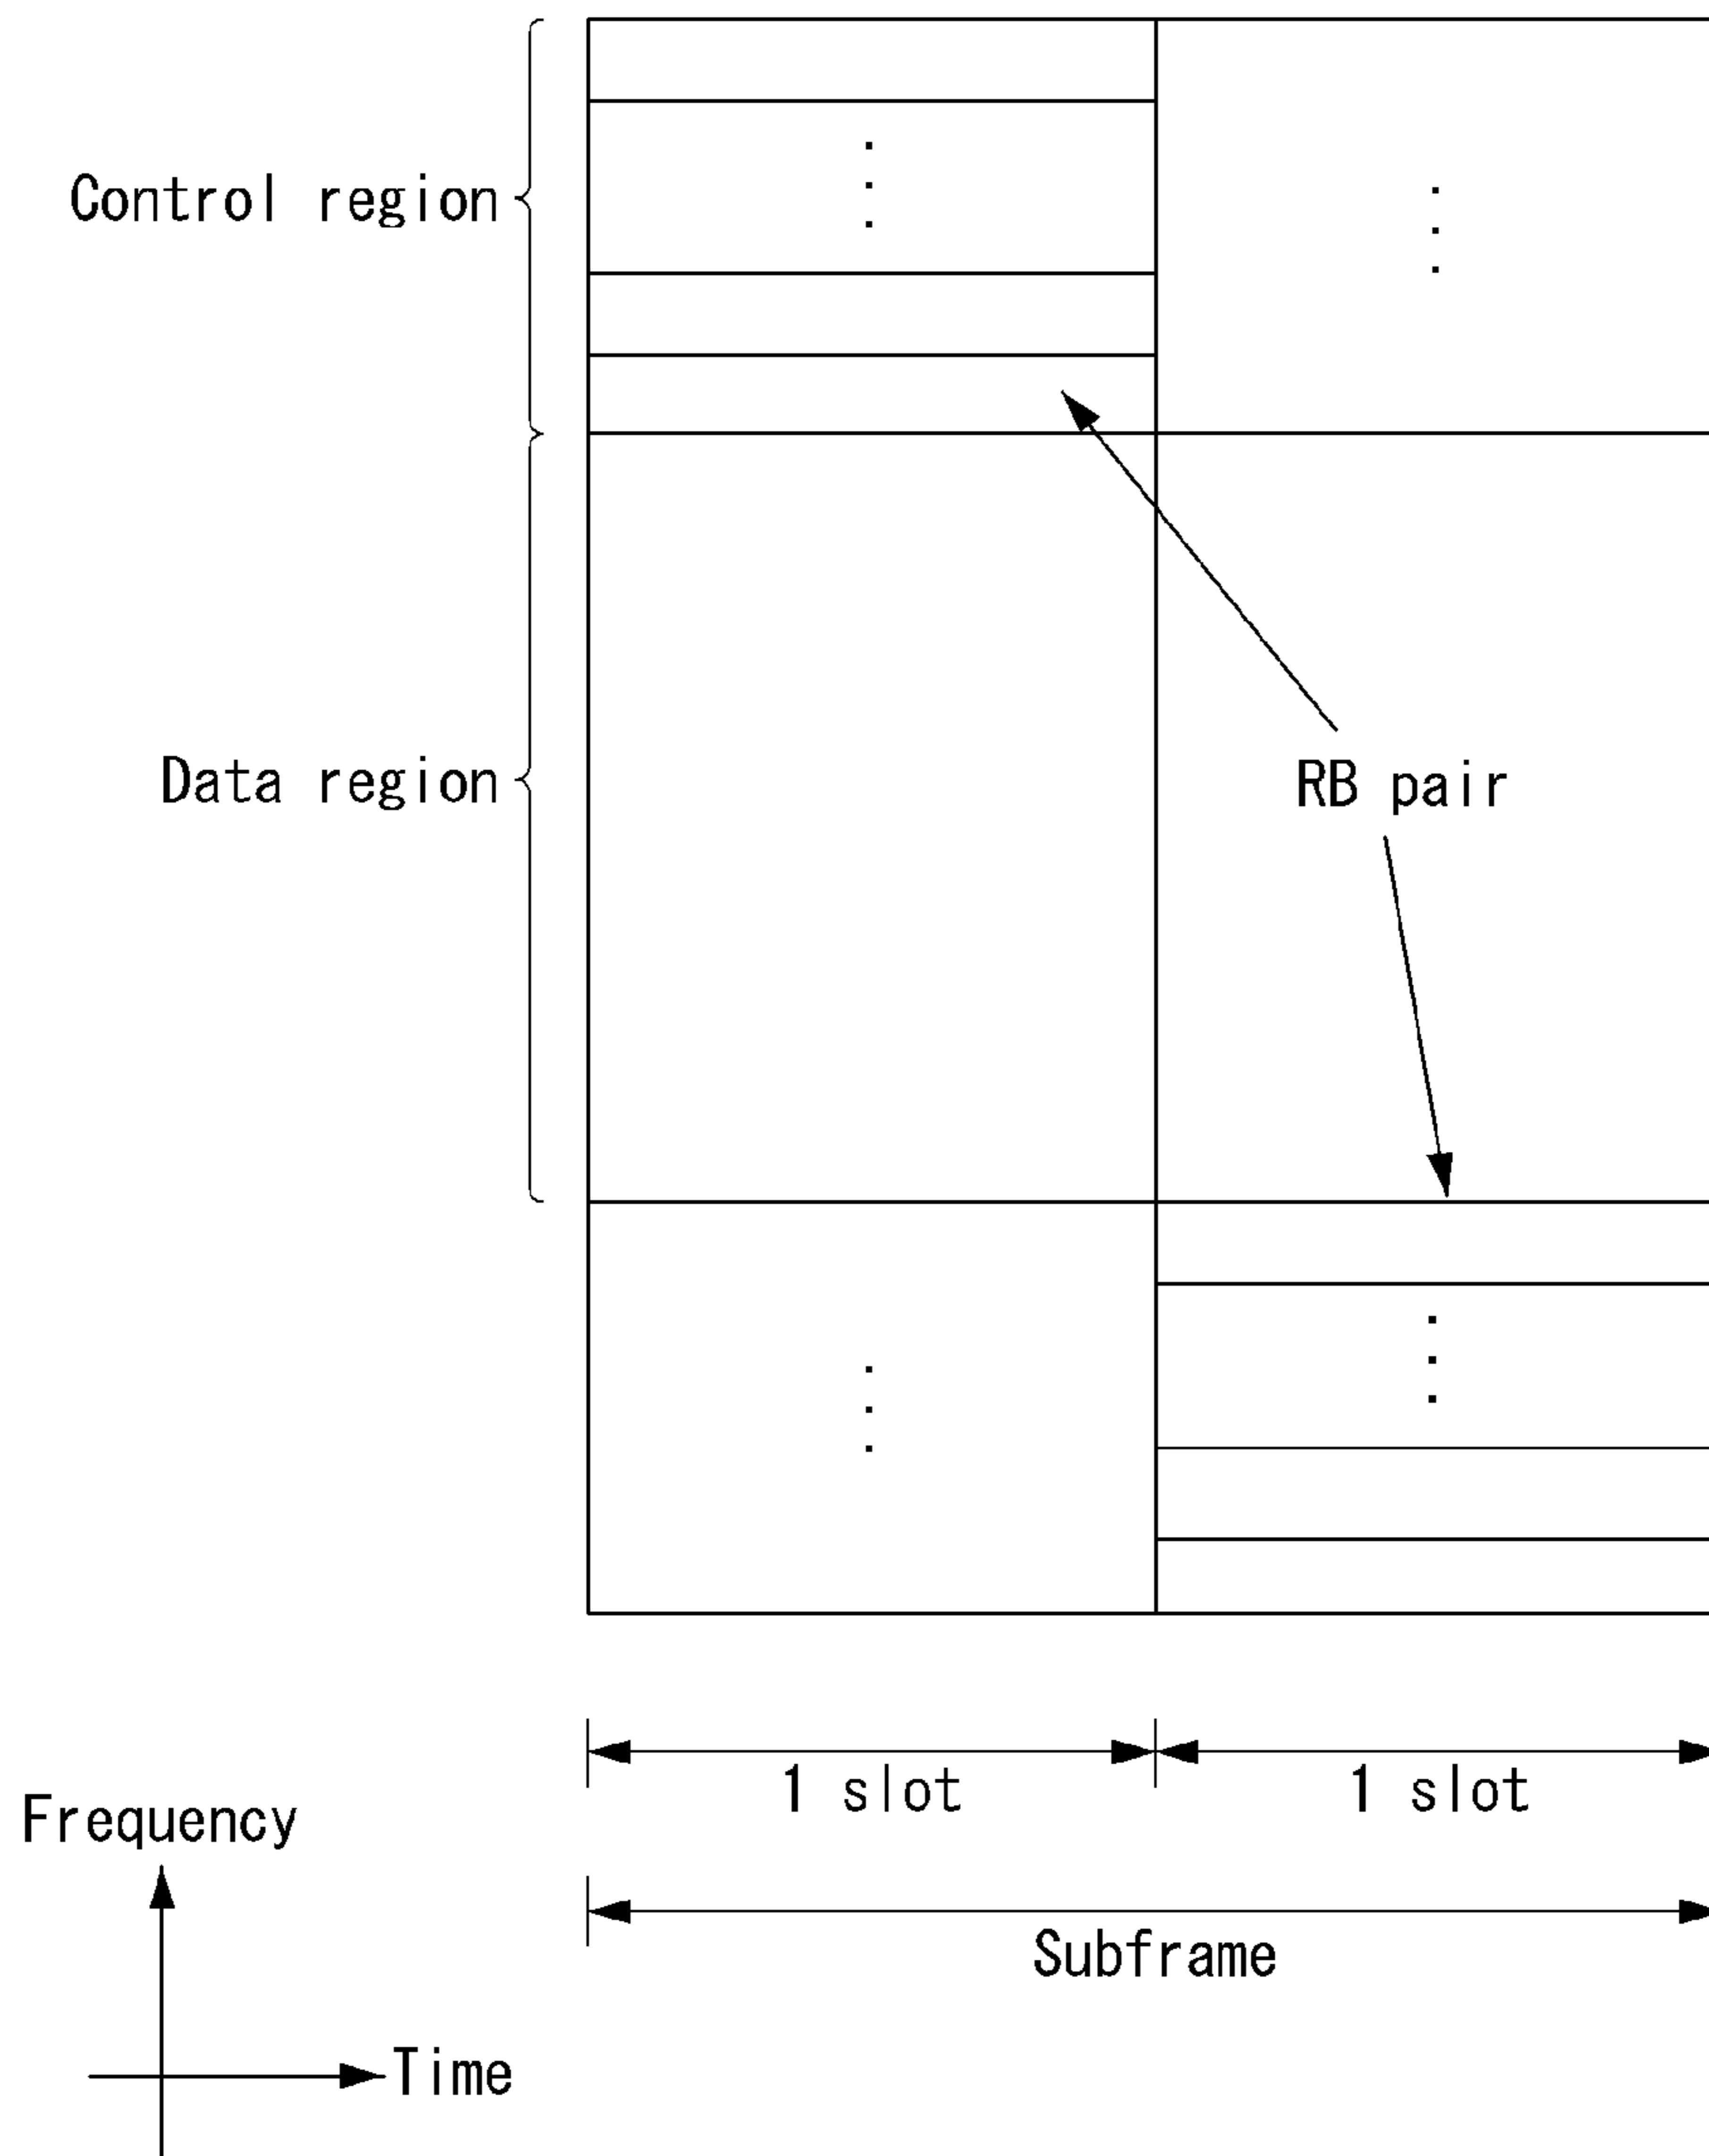 Control region
Data region
RB pair
1 slot
1 slot
Frequency
Subframe
Time